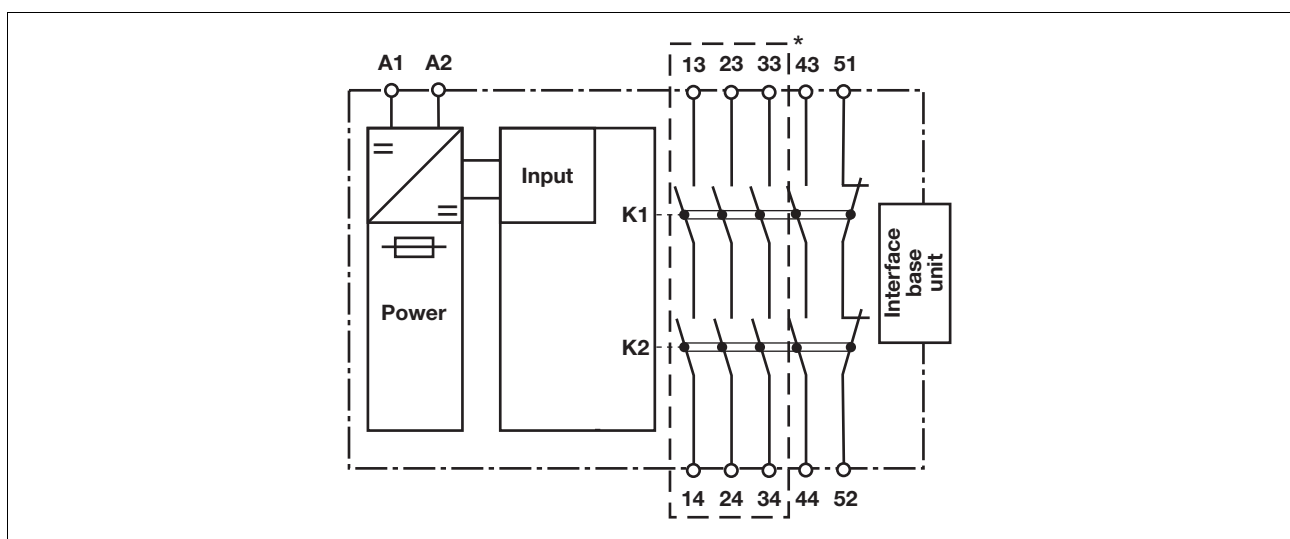 A1 A2 13 23 33 * 43 51
Input
K1
Interface
base
unit
Power
K2
14 24 34 44 52